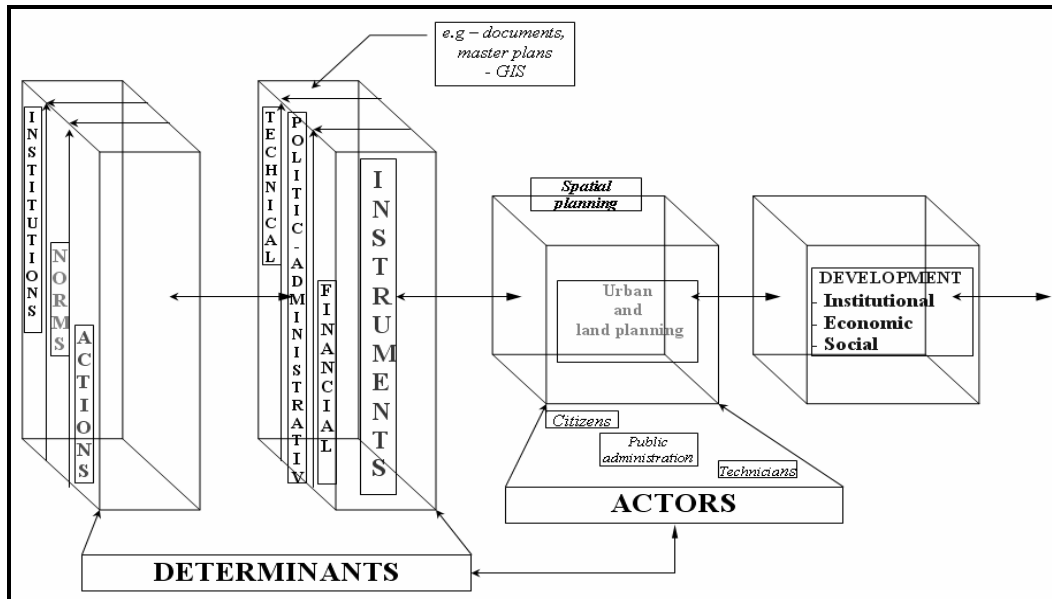 e.g – documents,
master plans
- GIS
INSTITUTIONS
NORMS
ACTIONS
TECHNICAL
POLITIC-ADMINISTRATIV
FINANCIAL
INSTRUMENTS
Spatial
planning
Urban
and
land planning
DEVELOPMENT
- Institutional
- Economic
- Social
Citizens
Public
administration
Technicians
ACTORS
DETERMINANTS